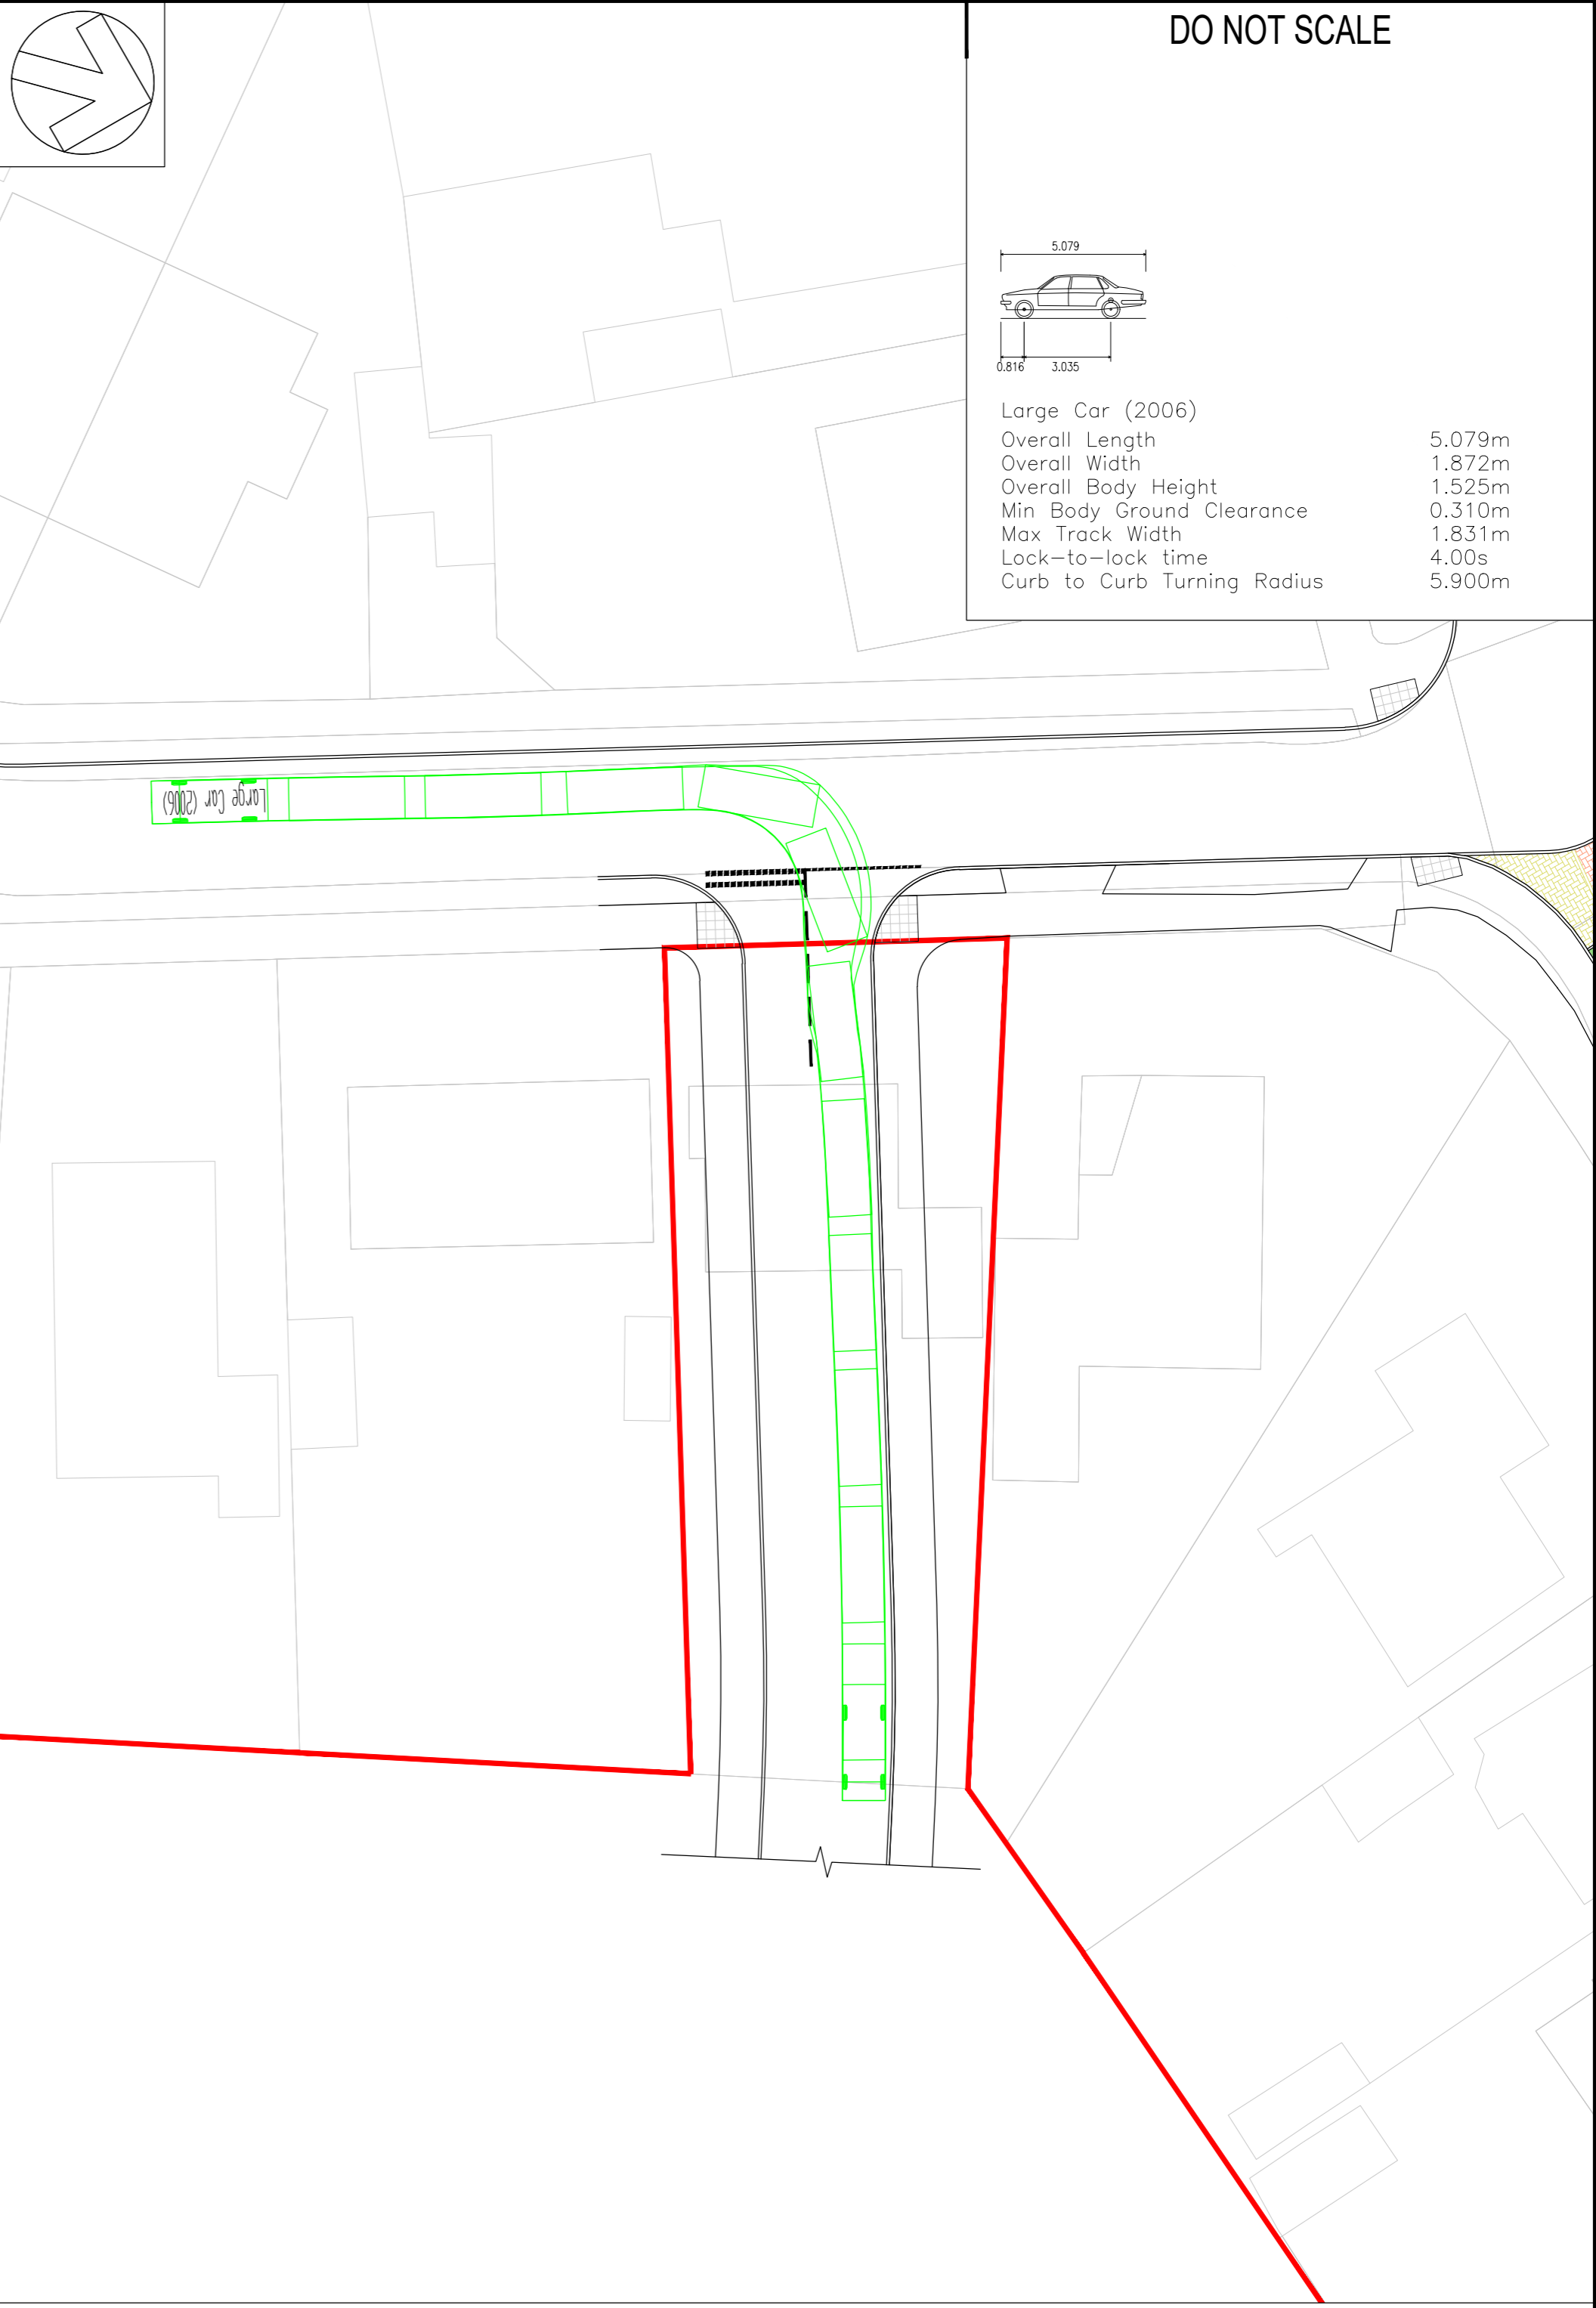 DO NOT SCALE
5.079
0.816 3.035
Large Car (2006)
Overall Length 5.079m
Overall Width 1.872m
Overall Body Height 1.525m
Min Body Ground Clearance 0.310m
Max Track Width 1.831m
Lock-to-lock time 4.00s
Curb to Curb Turning Radius 5.900m
Large Car (2006)